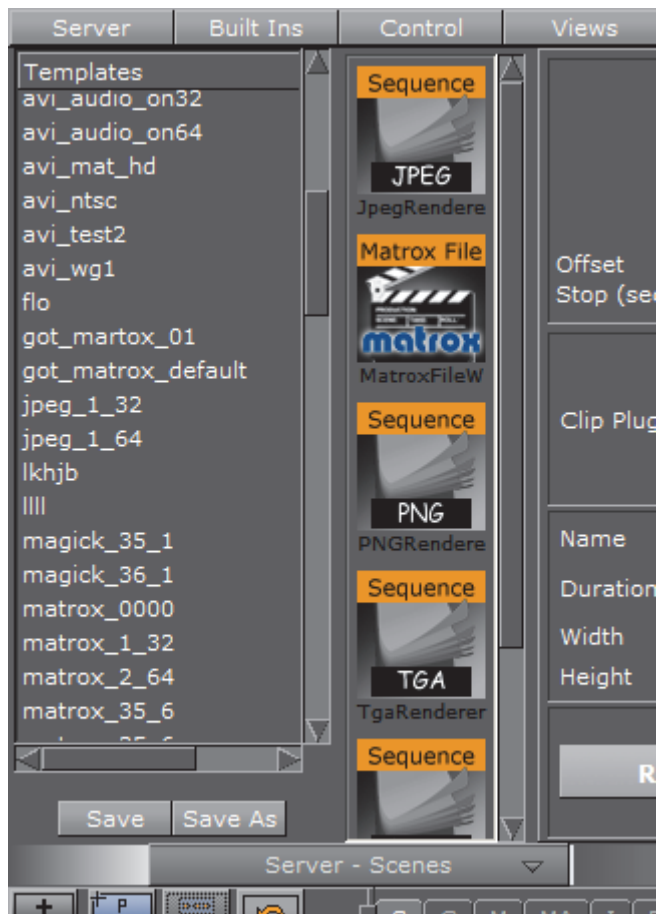 Server
Built Ins
Control
Views
Templates
avi_audio_on32
avi_audio_on64
avi_mat_hd
avi_ntsc
avi_test2
avi_wg1
flo
got_martox_01
got_matrox_default
jpeg_1_32
jpeg_1_64
lkhjb
llll
magick_35_1
magick_36_1
matrox_0000
matrox_1_32
matrox_2_64
matrox_35_6
Save
Save As
Sequence
JPEG
JpegRendere
Matrox File
matrox
MatroxFileW
Sequence
PNG
PNGRendere
Sequence
TGA
TgaRenderer
Sequence
Offset
Stop (sec
Clip Plug
Name
Duration
Width
Height
R
Server - Scenes
P